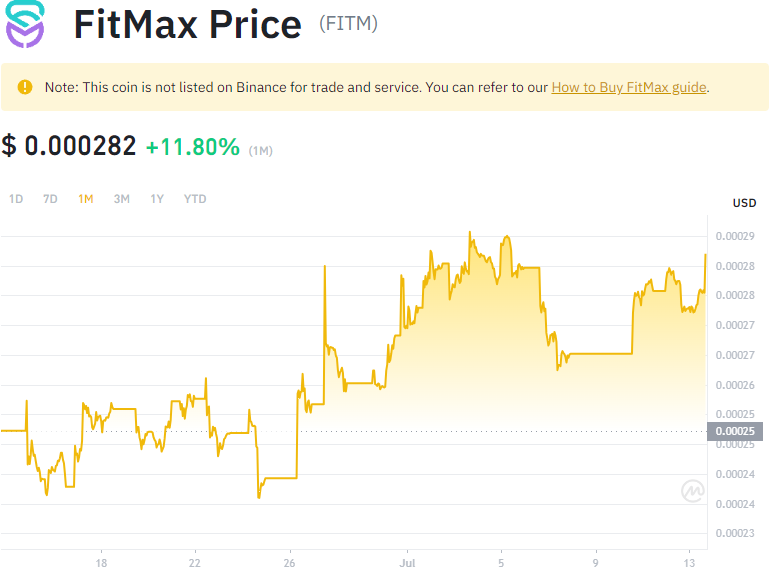 FitMax Price (FITM)
Note: This coin is not listed on Binance for trade and service. You can refer to our How to Buy FitMax guide.
$ 0.000282 +11.80% (1M)
1D 7D 1M 3M 1Y YTD
USD
0.00029
0.00028
0.00028
0.00027
0.00027
0.00026
0.00025
0.00025
0.00025
0.00024
0.00024
0.00023
18 22 26 Jul 5 9 13